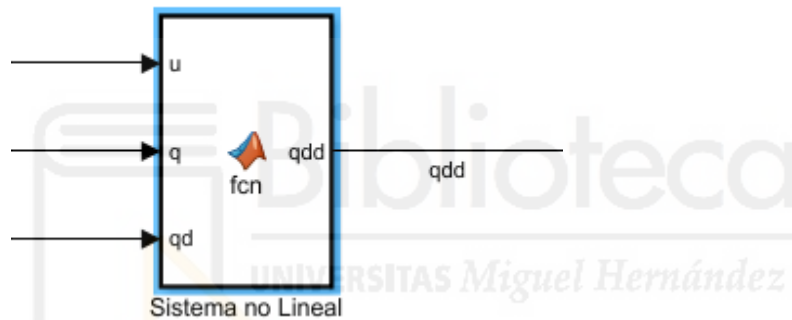 u
q
qdd
fcn
qdd
qd
Sistema no Lineal
Biblioteca
UNIVERSITAS Miguel Hernández